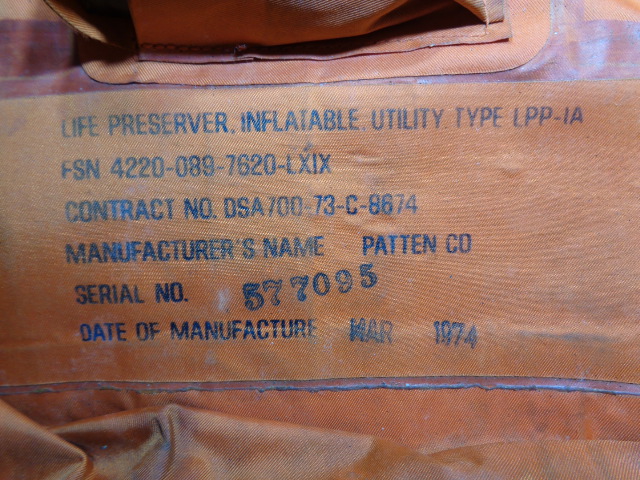 LIFE PRESERVER, INFLATABLE, UTILITY TYPE LPP-1A
FSN 4220-089-7620-LXIX
CONTRACT NO. DSA700-73-C-8674
MANUFACTURER'S NAME PATTEN CO
SERIAL NO. 577095
DATE OF MANUFACTURE MAR 1974